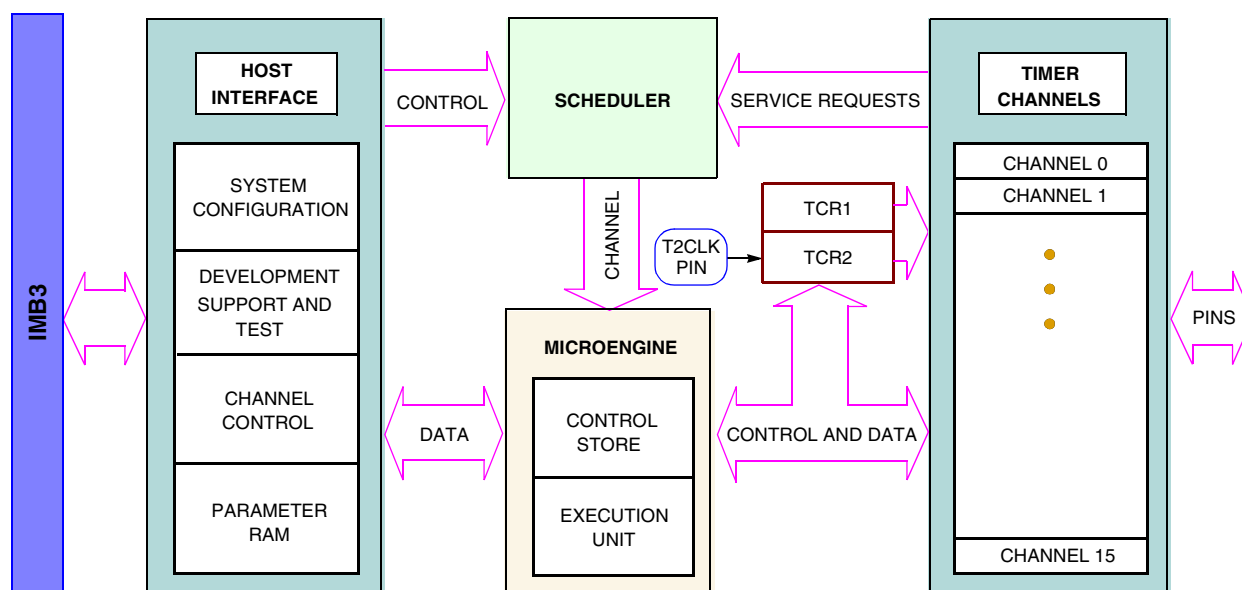 IMB3
HOST
INTERFACE
SYSTEM
CONFIGURATION
DEVELOPMENT
SUPPORT AND
TEST
CHANNEL
CONTROL
PARAMETER
RAM
CONTROL
DATA
SCHEDULER
CHANNEL
MICROENGINE
CONTROL
STORE
EXECUTION
UNIT
SERVICE REQUESTS
T2CLK
PIN
TCR1
TCR2
CONTROL AND DATA
TIMER
CHANNELS
CHANNEL 0
CHANNEL 1
CHANNEL 15
PINS